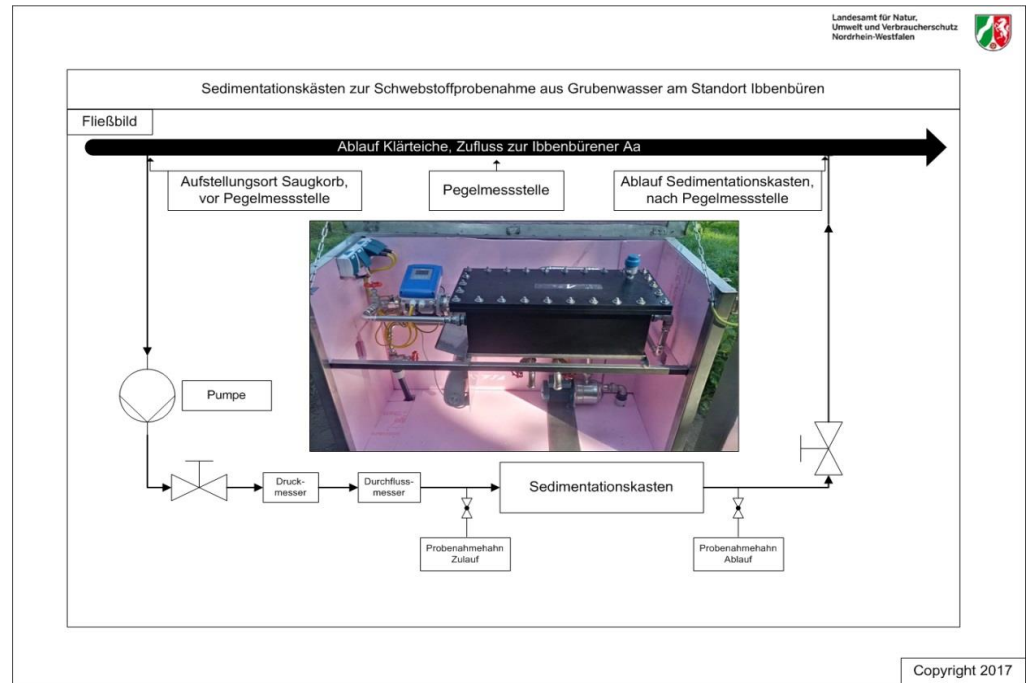 Landesamt für Natur,
Umwelt und Verbraucherschutz
Nordrhein-Westfalen
Sedimentationskästen zur Schwebstoffprobenahme aus Grubenwasser am Standort Ibbenbüren
Fließbild
Ablauf Klärteiche, Zufluss zur Ibbenbürener Aa
Aufstellungsort Saugkorb,
vor Pegelmessstelle
Pegelmessstelle
Ablauf Sedimentationskasten,
nach Pegelmessstelle
Pumpe
Druck-
messer
Durchfluss-
messer
Sedimentationskasten
Probenahmehahn
Zulauf
Probenahmehahn
Ablauf
Copyright 2017